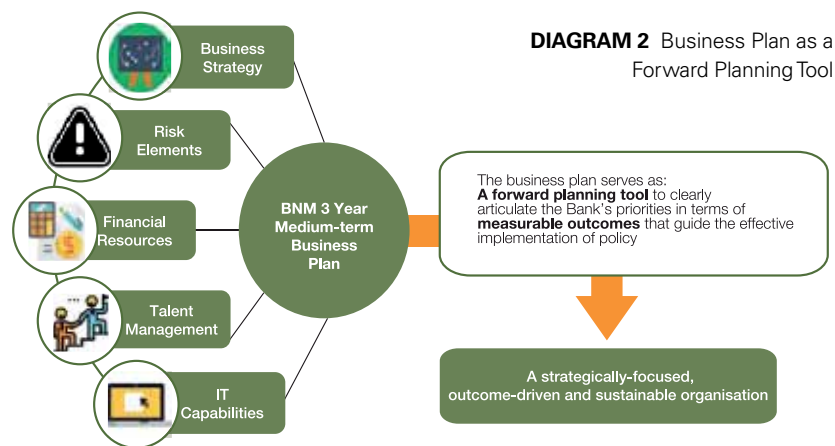 DIAGRAM 2 Business Plan as a
Forward Planning Tool
Business
Strategy
Risk
Elements
Financial
Resources
Talent
Management
IT
Capabilities
BNM 3 Year
Medium-term
Business
Plan
The business plan serves as:
A forward planning tool to clearly
articulate the Bank's priorities in terms of
measurable outcomes that guide the effective
implementation of policy
A strategically-focused,
outcome-driven and sustainable organisation